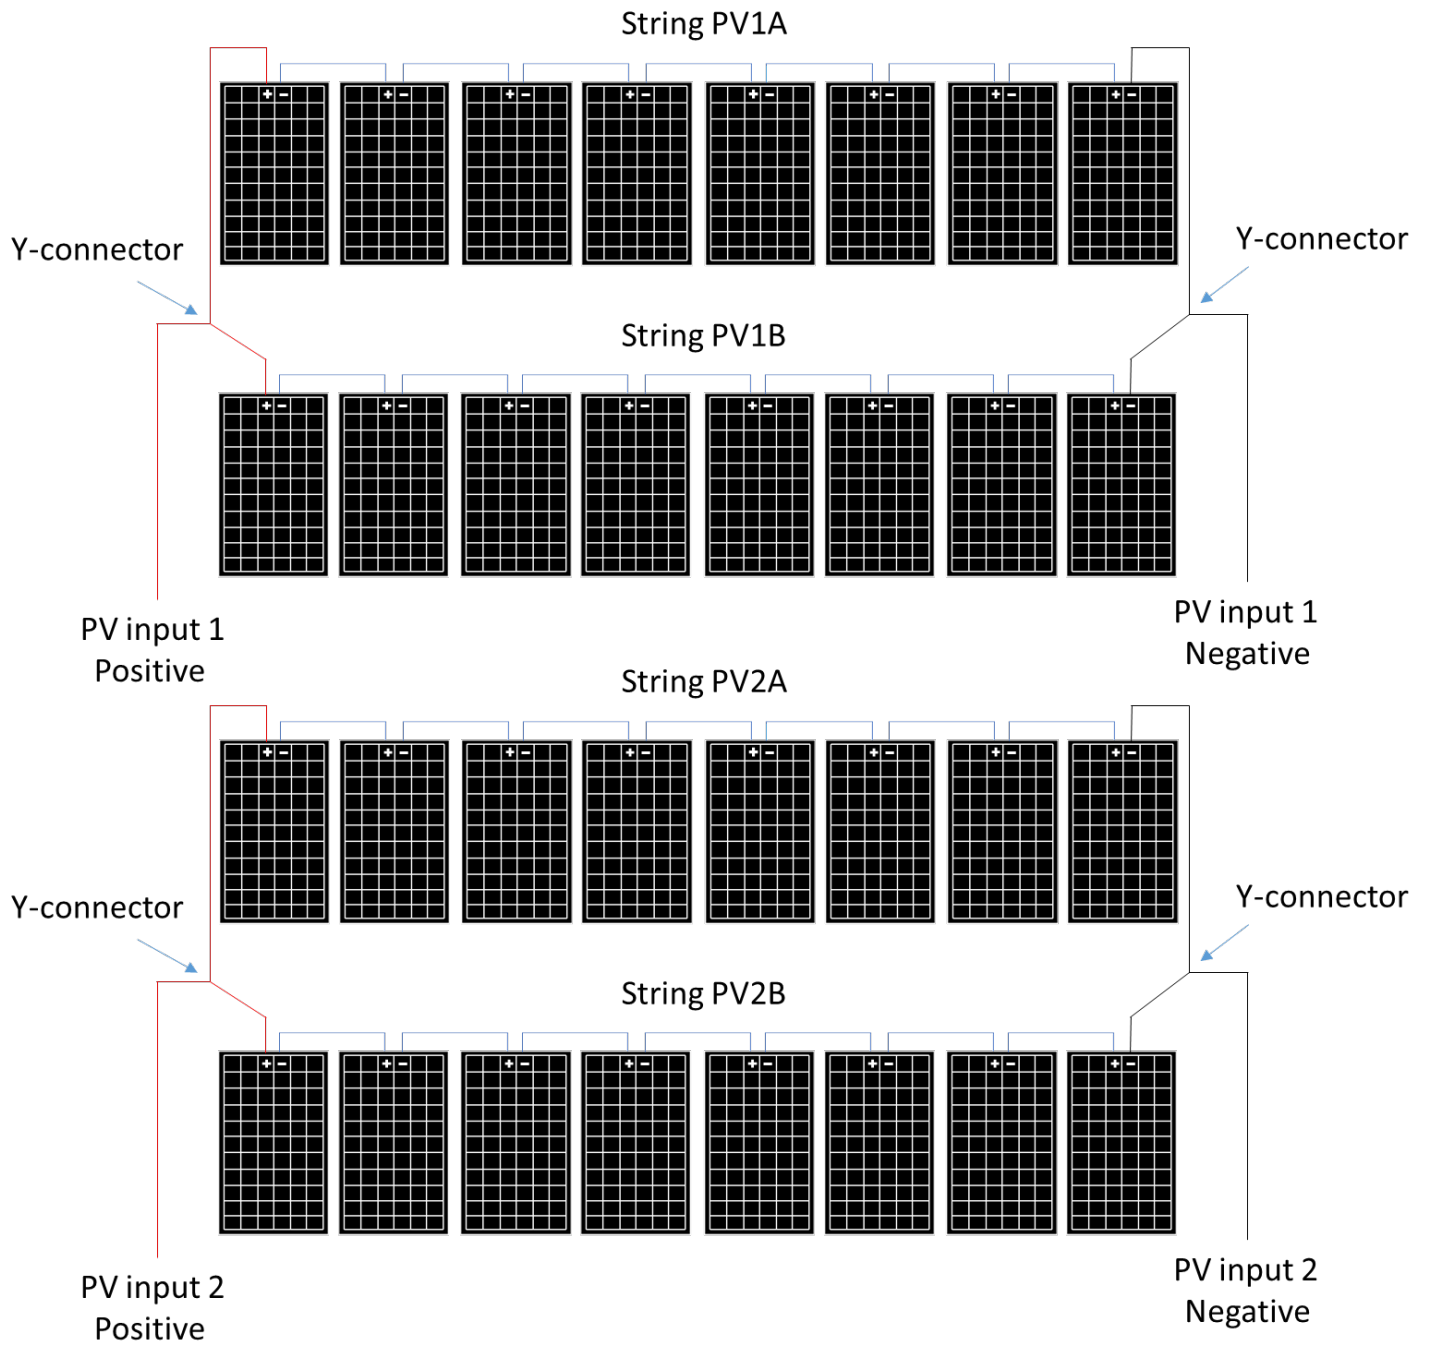 String PV1A
+ − + − + − + − + − + − + − + −
Y-connector
Y-connector
String PV1B
+ − + − + − + − + − + − + − + −
PV input 1
Positive
PV input 1
Negative
String PV2A
+ − + − + − + − + − + − + − + −
Y-connector
Y-connector
String PV2B
+ − + − + − + − + − + − + − + −
PV input 2
Positive
PV input 2
Negative